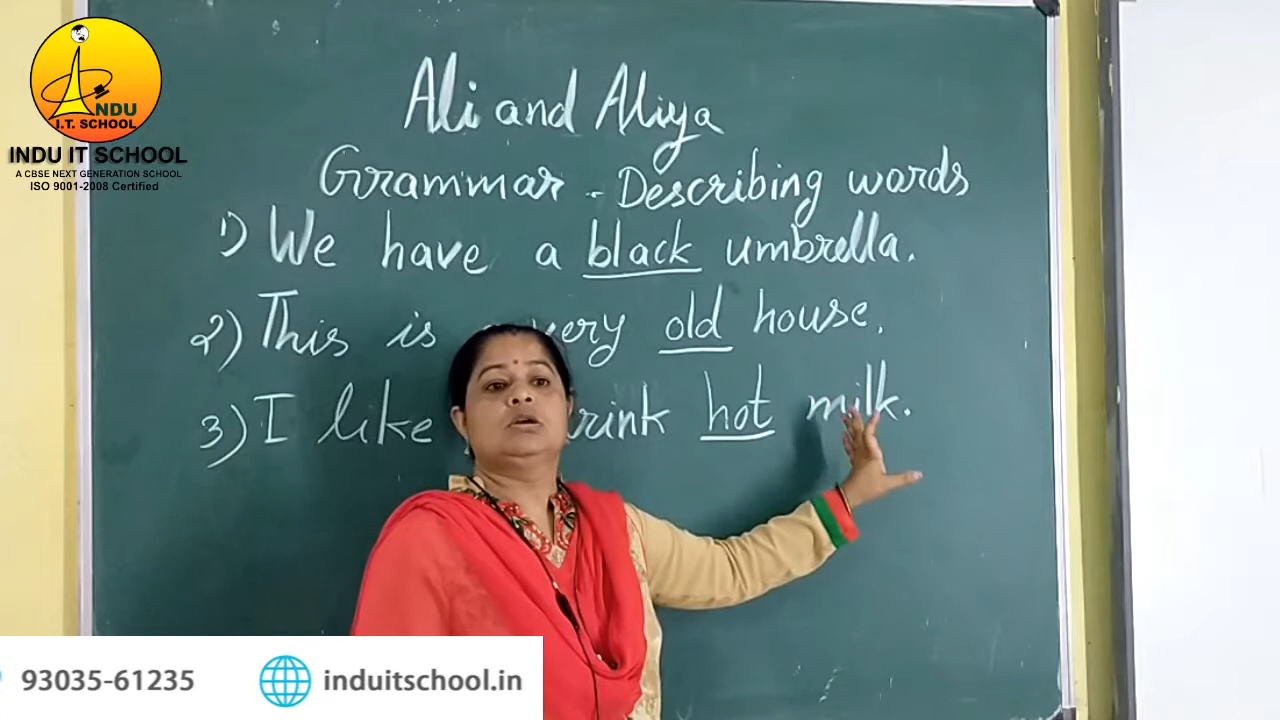 NDU
I.T. SCHOOL
INDU IT SCHOOL
A CBSE NEXT GENERATION SCHOOL
ISO 9001-2008 Certified
Ali and Aliya
Grammar - Describing words
1) We have a black umbrella.
2) This is very old house.
3) I like rink hot milk.
93035-61235
induitschool.in